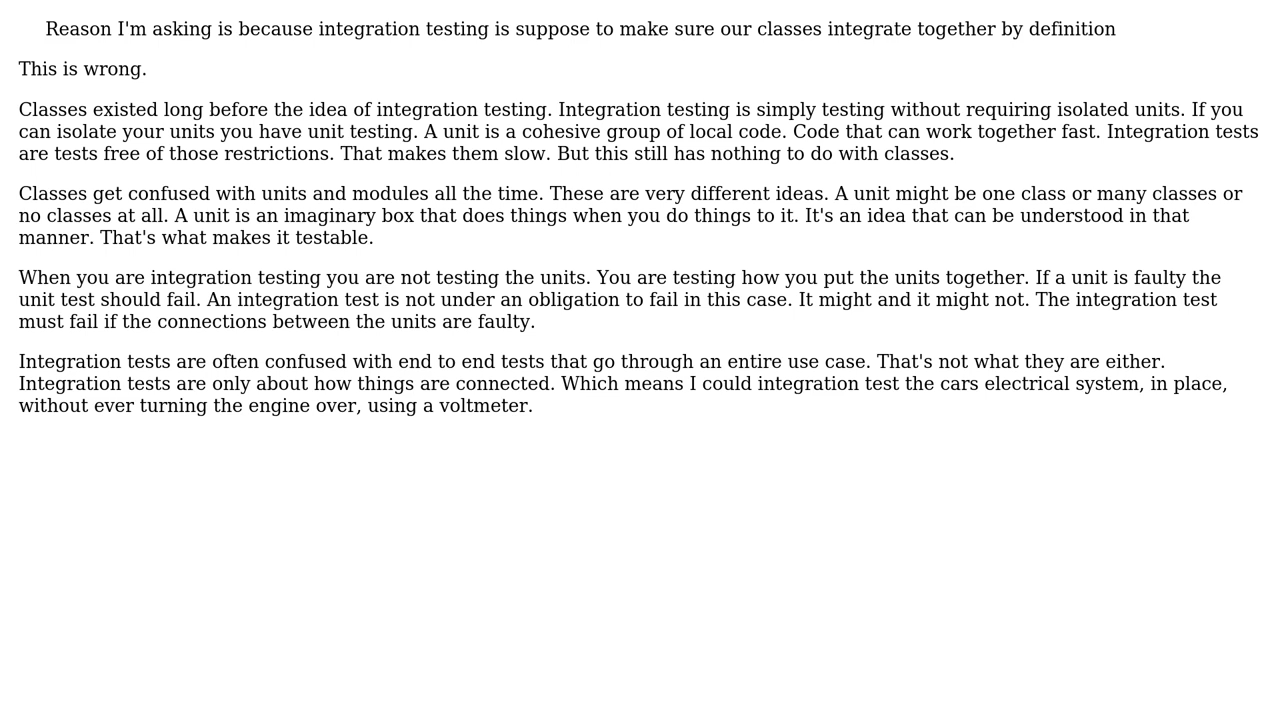 Reason I'm asking is because integration testing is suppose to make sure our classes integrate together by definition
This is wrong.
Classes existed long before the idea of integration testing. Integration testing is simply testing without requiring isolated units. If you
can isolate your units you have unit testing. A unit is a cohesive group of local code. Code that can work together fast. Integration tests
are tests free of those restrictions. That makes them slow. But this still has nothing to do with classes.
Classes get confused with units and modules all the time. These are very different ideas. A unit might be one class or many classes or
no classes at all. A unit is an imaginary box that does things when you do things to it. It's an idea that can be understood in that
manner. That's what makes it testable.
When you are integration testing you are not testing the units. You are testing how you put the units together. If a unit is faulty the
unit test should fail. An integration test is not under an obligation to fail in this case. It might and it might not. The integration test
must fail if the connections between the units are faulty.
Integration tests are often confused with end to end tests that go through an entire use case. That's not what they are either.
Integration tests are only about how things are connected. Which means I could integration test the cars electrical system, in place,
without ever turning the engine over, using a voltmeter.